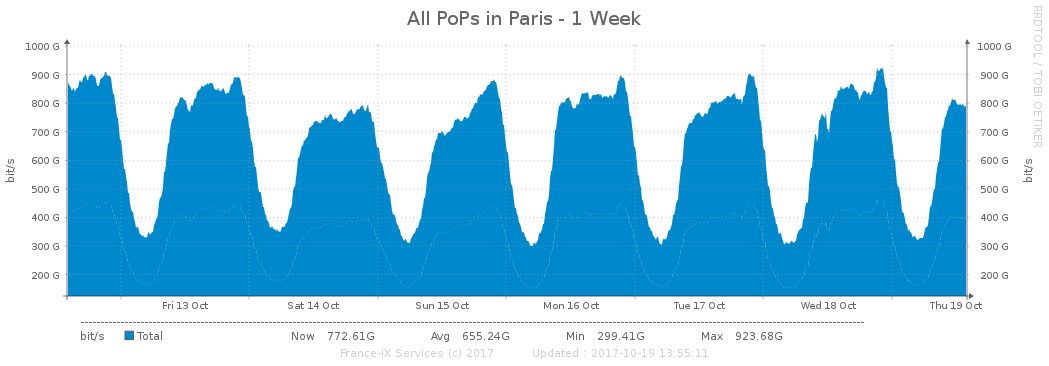 All PoPs in Paris - 1 Week
RRDTOOL / TOBI OETIKER
1000 G 1000 G
900 G 900 G
800 G 800 G
700 G 700 G
600 G 600 G
500 G 500 G
400 G 400 G
300 G 300 G
200 G 200 G
bit/s bit/s
Fri 13 Oct Sat 14 Oct Sun 15 Oct Mon 16 Oct Tue 17 Oct Wed 18 Oct Thu 19 Oct
bit/s Total Now 772.61G Avg 655.24G Min 299.41G Max 923.68G
France-IX Services (c) 2017 Updated : 2017-10-19 13:55:11